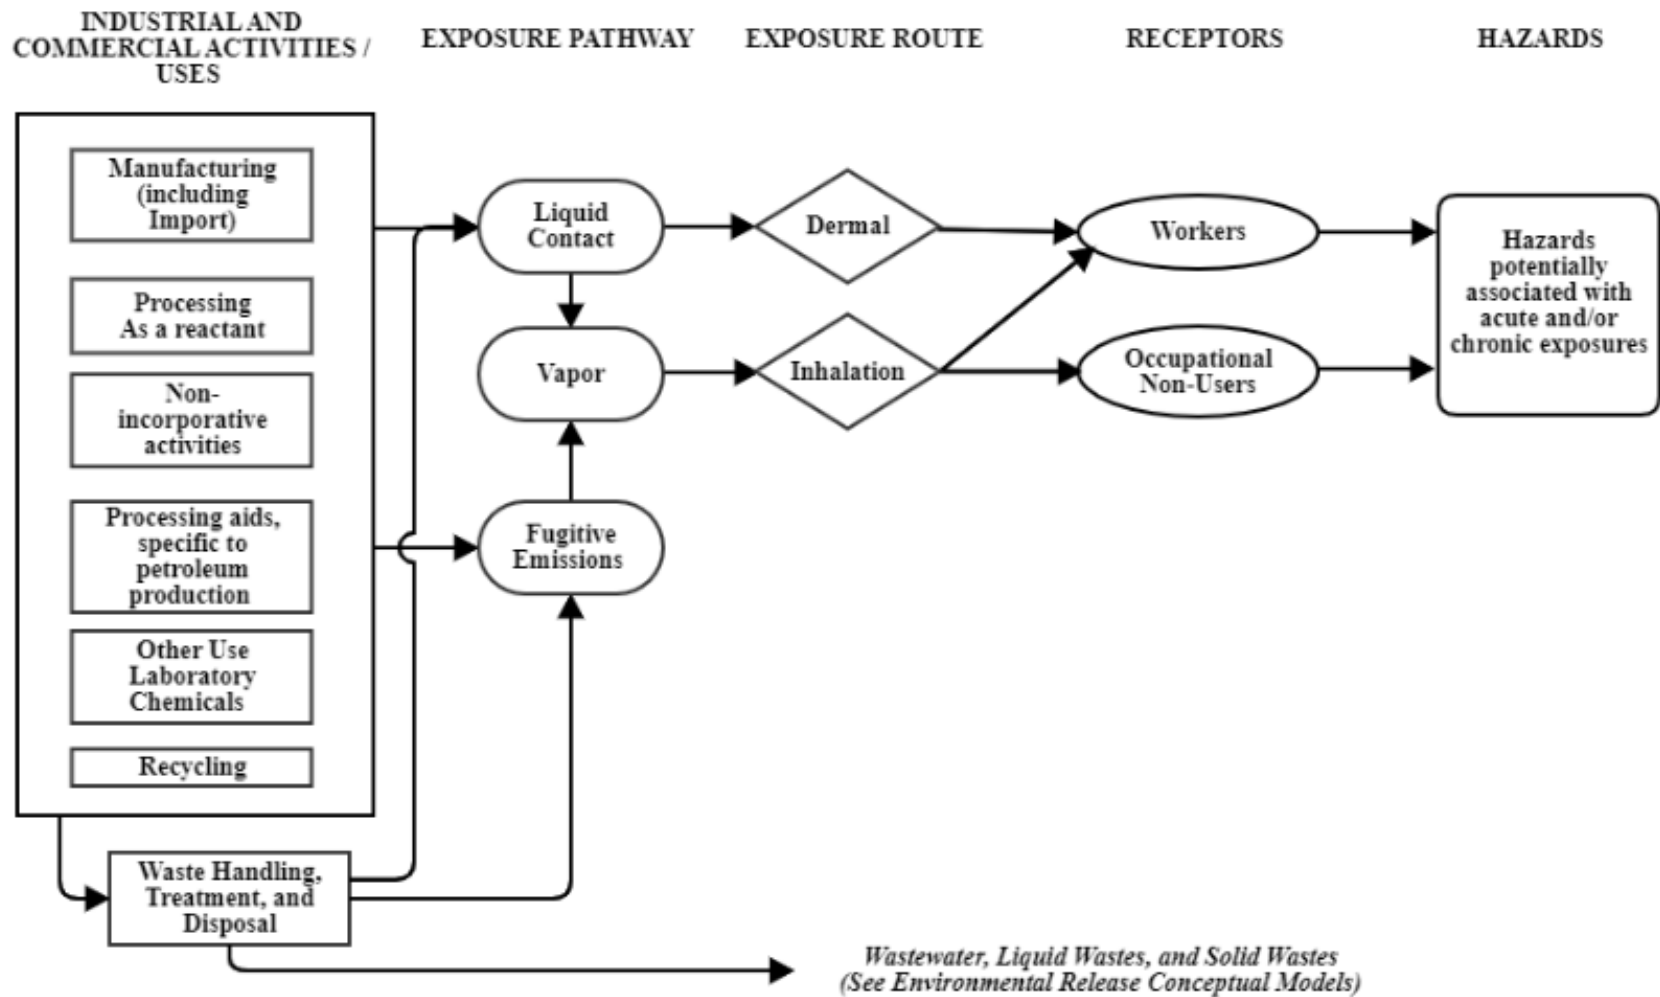 INDUSTRIAL AND
COMMERCIAL ACTIVITIES /
USES
EXPOSURE PATHWAY
EXPOSURE ROUTE
RECEPTORS
HAZARDS
Manufacturing
(including
Import)
Processing
As a reactant
Non-
incorporative
activities
Processing aids,
specific to
petroleum
production
Other Use
Laboratory
Chemicals
Recycling
Waste Handling,
Treatment, and
Disposal
Liquid
Contact
Vapor
Fugitive
Emissions
Dermal
Inhalation
Workers
Occupational
Non-Users
Hazards
potentially
associated with
acute and/or
chronic exposures
Wastewater, Liquid Wastes, and Solid Wastes
(See Environmental Release Conceptual Models)